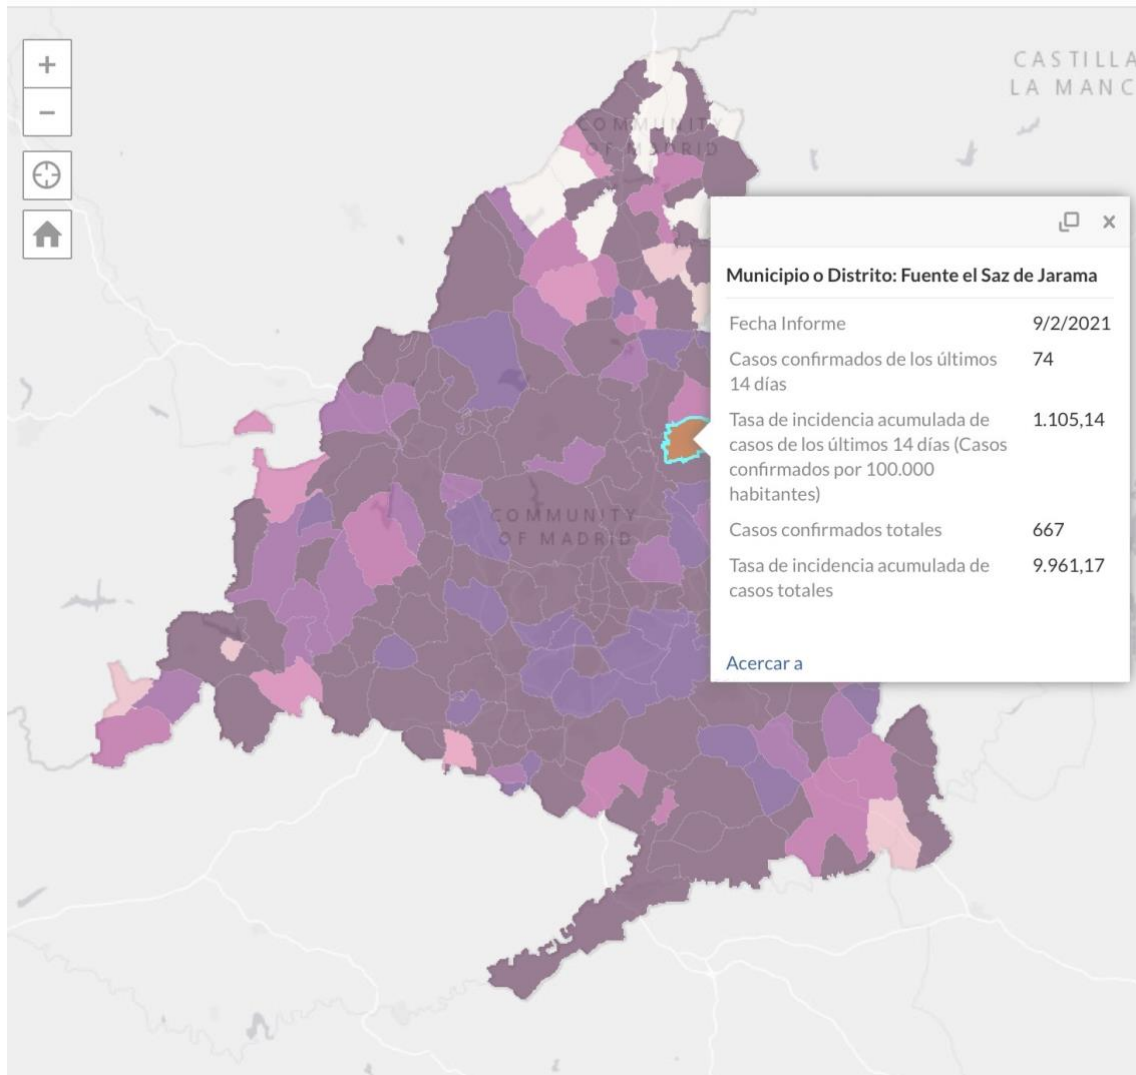 +
−
CASTILLA
LA MANC
COMMUNITY
OF MADRID
Municipio o Distrito: Fuente el Saz de Jarama
Fecha Informe 9/2/2021
Casos confirmados de los últimos 74
14 días
Tasa de incidencia acumulada de 1.105,14
casos de los últimos 14 días (Casos
confirmados por 100.000
habitantes)
Casos confirmados totales 667
Tasa de incidencia acumulada de 9.961,17
casos totales
Acercar a
COMMUNITY
OF MADRID